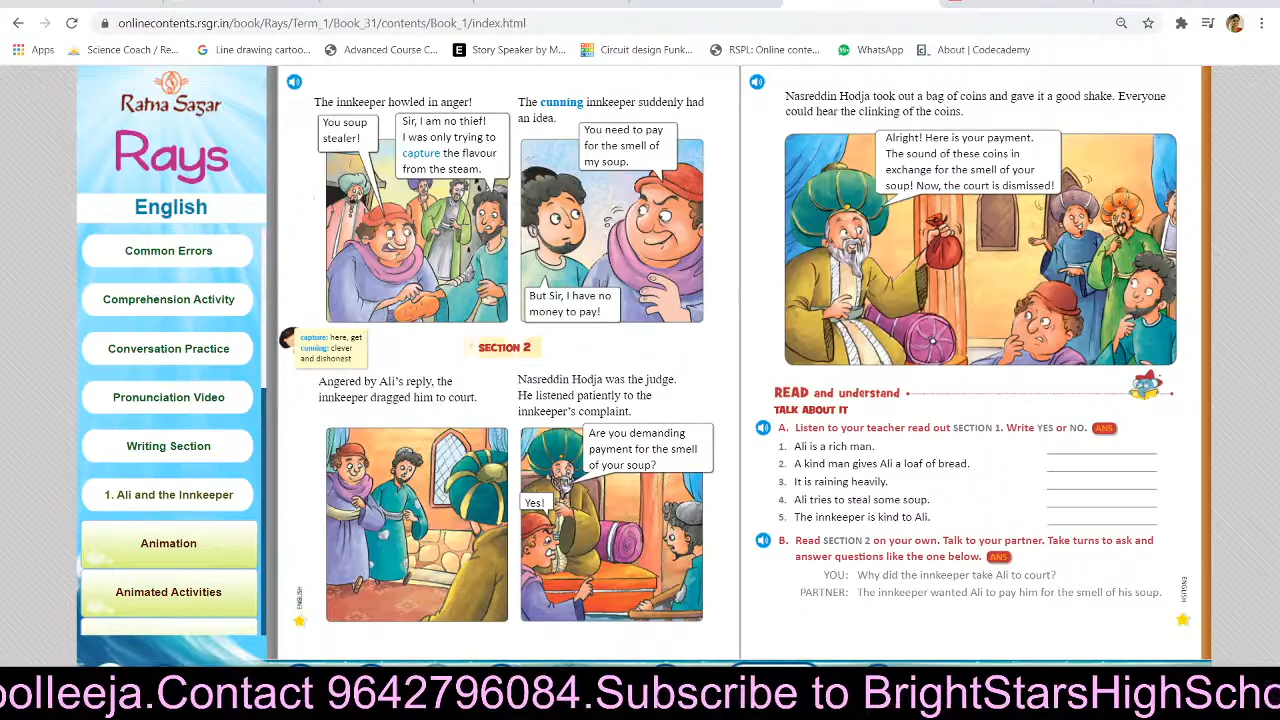 onlinecontents.rsgr.in/book/Rays/Term_1/Book_31/contents/Book_1/index.html
Apps
Science Coach / Re...
Line drawing cartoo...
Advanced Course C...
Story Speaker by M...
Circuit design Funk...
RSPL: Online conte...
99+
WhatsApp
About | Codecademy
Ratna Sagar
Rays
English
Common Errors
Comprehension Activity
Conversation Practice
Pronunciation Video
Writing Section
1. Ali and the Innkeeper
Animation
Animated Activities
The innkeeper howled in anger!
You soup
stealer!
Sir, I am no thief!
I was only trying to
capture the flavour
from the steam.
The cunning innkeeper suddenly had
an idea.
You need to pay
for the smell of
my soup.
But Sir, I have no
money to pay!
capture: here, get
cunning: clever
and dishonest
SECTION 2
Angered by Ali's reply, the
innkeeper dragged him to court.
Nasreddin Hodja was the judge.
He listened patiently to the
innkeeper's complaint.
Are you demanding
payment for the smell
of your soup?
Yes!
ENGLISH
Nasreddin Hodja took out a bag of coins and gave it a good shake. Everyone
could hear the clinking of the coins.
Alright! Here is your payment.
The sound of these coins in
exchange for the smell of your
soup! Now, the court is dismissed!
READ and understand
TALK ABOUT IT
A. Listen to your teacher read out SECTION 1. Write YES or NO. ANS
1. Ali is a rich man.
2. A kind man gives Ali a loaf of bread.
3. It is raining heavily.
4. Ali tries to steal some soup.
5. The innkeeper is kind to Ali.
B. Read SECTION 2 on your own. Talk to your partner. Take turns to ask and
answer questions like the one below. ANS
YOU: Why did the innkeeper take Ali to court?
PARTNER: The innkeeper wanted Ali to pay him for the smell of his soup.
ENGLISH
oolleeja.Contact 9642796084.Subscribe to BrightStarsHighScho